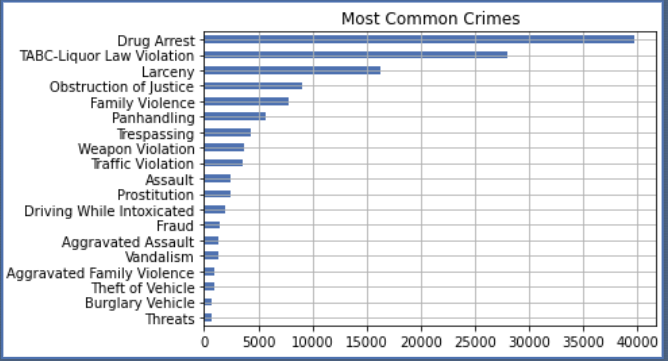 Most Common Crimes
Drug Arrest
TABC-Liquor Law Violation
Larceny
Obstruction of Justice
Family Violence
Panhandling
Trespassing
Weapon Violation
Traffic Violation
Assault
Prostitution
Driving While Intoxicated
Fraud
Aggravated Assault
Vandalism
Aggravated Family Violence
Theft of Vehicle
Burglary Vehicle
Threats
0 5000 10000 15000 20000 25000 30000 35000 40000